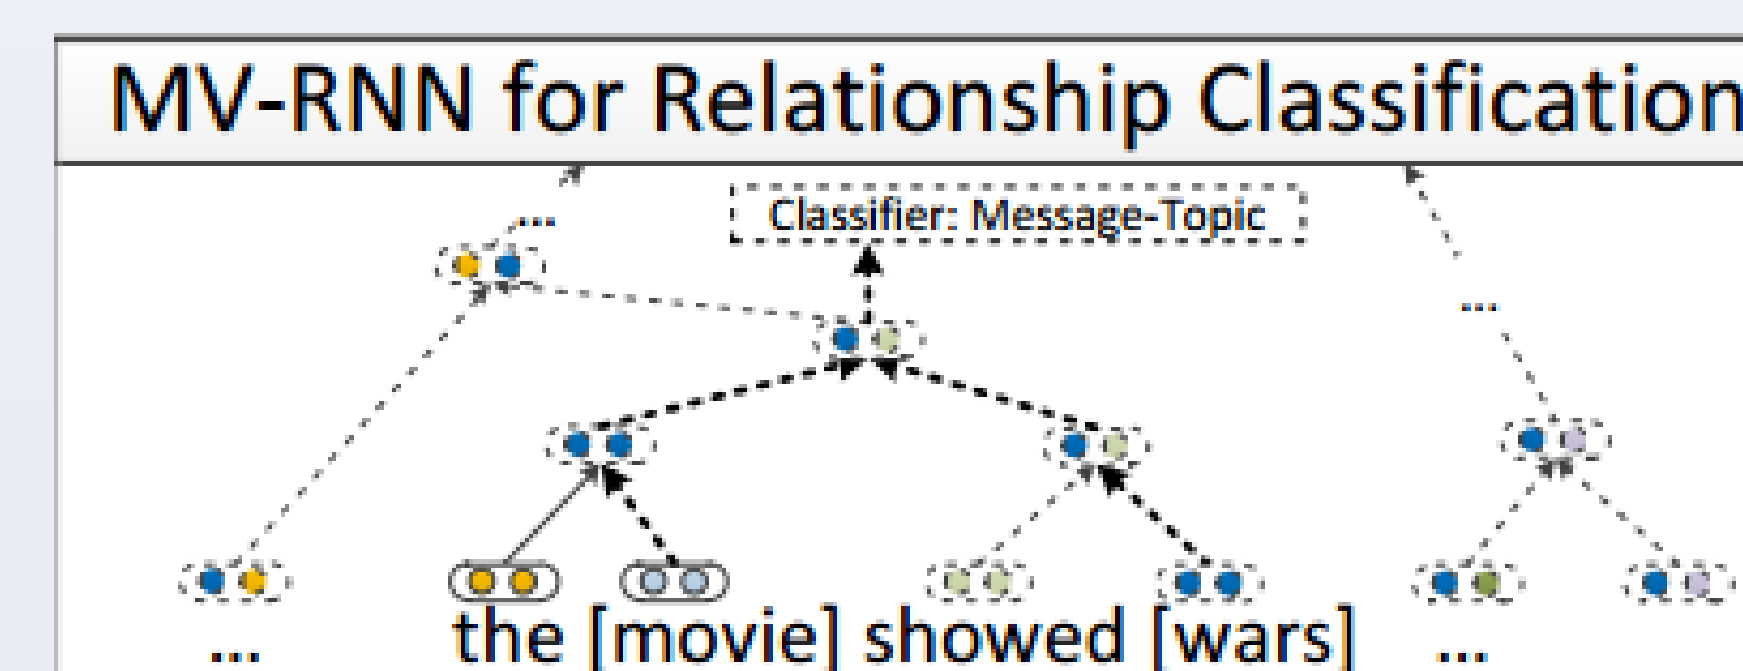 MV-RNN for Relationship Classification
...
Classifier: Message-Topic
...
... the [movie] showed [wars] ...